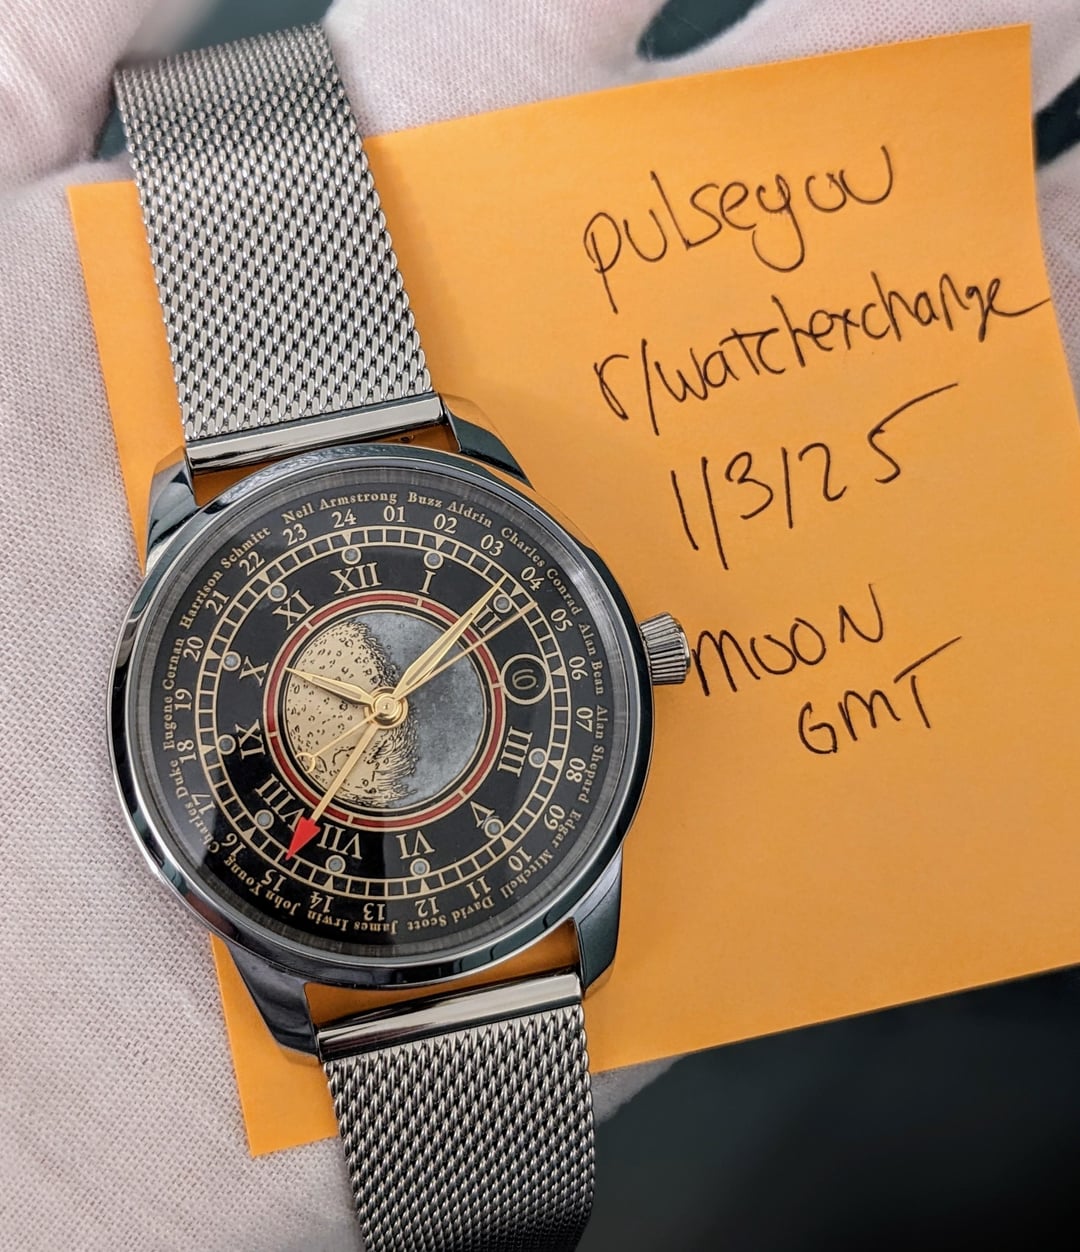 pulseyou
r/watchexchange
1/3/25
MOON
GMT
Neil Armstrong Buzz Aldrin Charles Conrad Alan Bean Alan Shepard Edgar Mitchell David Scott James Irwin John Young Charles Duke Eugene Cernan Harrison Schmitt
24 01 02 03 04 05 06 07 08 09 10 11 12 13 14 15 16 17 18 19 20 21 22 23
XII I II IIII V VI VII VIII IX X XI
6